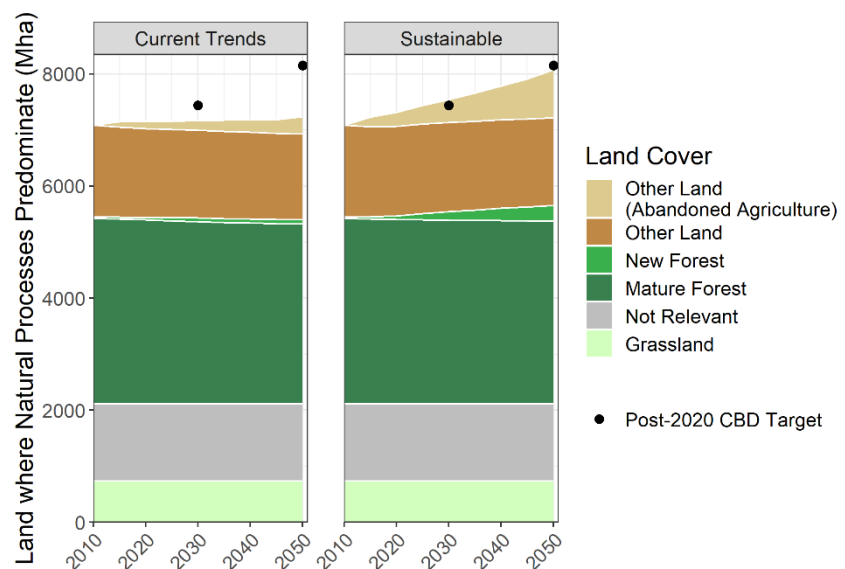 Land where Natural Processes Predominate (Mha)
Current Trends
Sustainable
8000
6000
4000
2000
0
2010
2020
2030
2040
2050
2010
2020
2030
2040
2050
Land Cover
Other Land
(Abandoned Agriculture)
Other Land
New Forest
Mature Forest
Not Relevant
Grassland
Post-2020 CBD Target